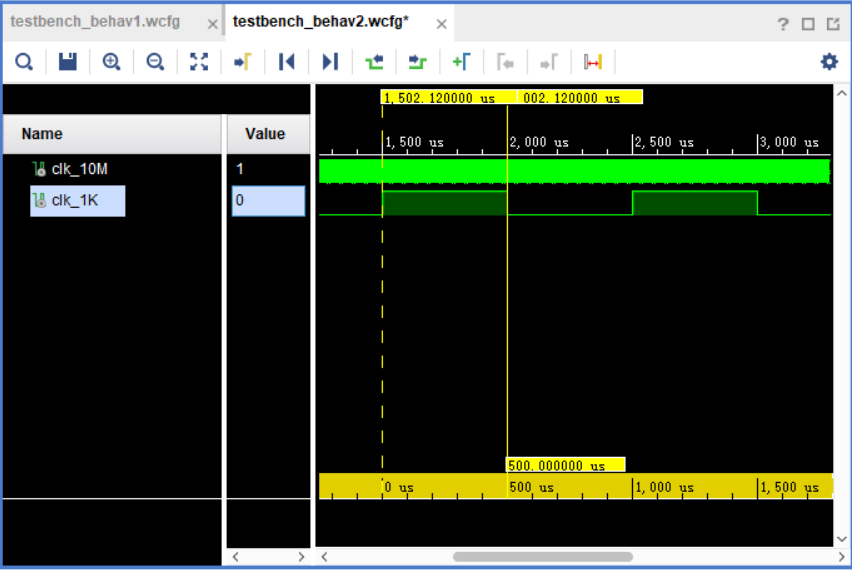 testbench_behav1.wcfg × testbench_behav2.wcfg* × ?
1,502.120000 us 002.120000 us
Name Value 1,500 us 2,000 us 2,500 us 3,000 us
clk_10M 1
clk_1K 0
500.000000 us
0 us 500 us 1,000 us 1,500 us